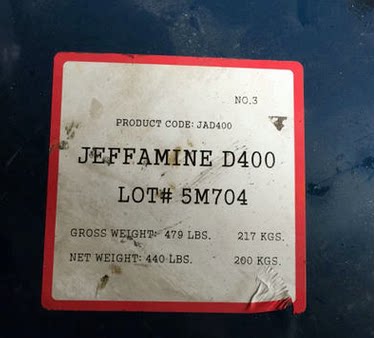 NO.3
PRODUCT CODE: JAD400
JEFFAMINE D400
LOT# 5M704
GROSS WEIGHT: 479 LBS. 217 KGS.
NET WEIGHT: 440 LBS. 200 KGS.